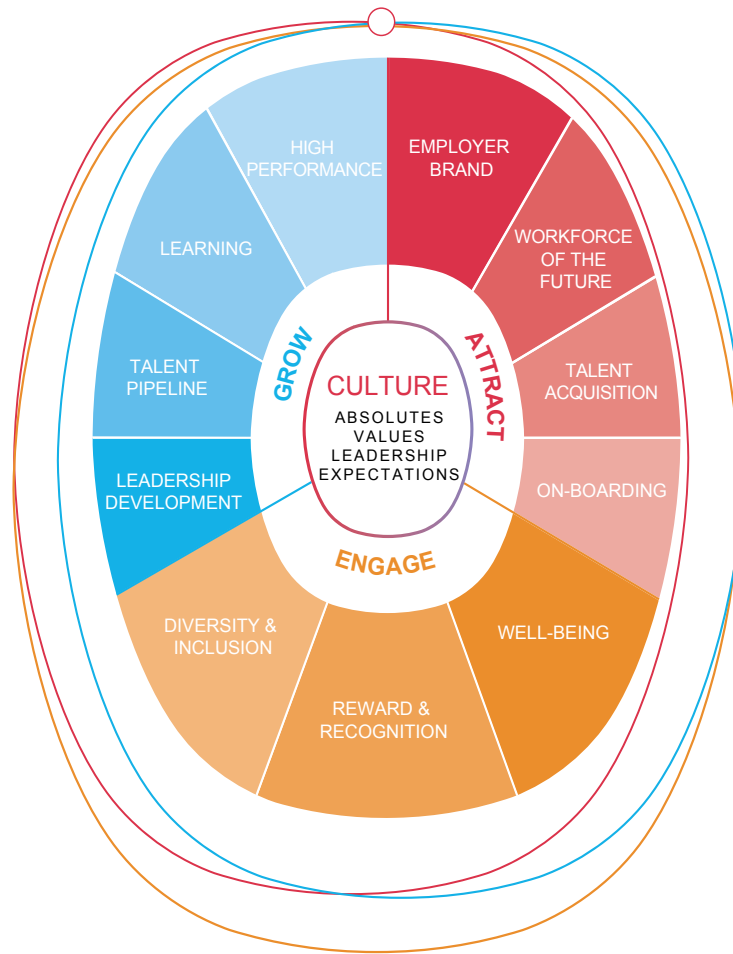 HIGH
PERFORMANCE
EMPLOYER
BRAND
LEARNING
WORKFORCE
OF THE
FUTURE
TALENT
PIPELINE
GROW
ATTRACT
TALENT
ACQUISITION
CULTURE
ABSOLUTES
VALUES
LEADERSHIP
EXPECTATIONS
LEADERSHIP
DEVELOPMENT
ON-BOARDING
ENGAGE
DIVERSITY &
INCLUSION
WELL-BEING
REWARD &
RECOGNITION